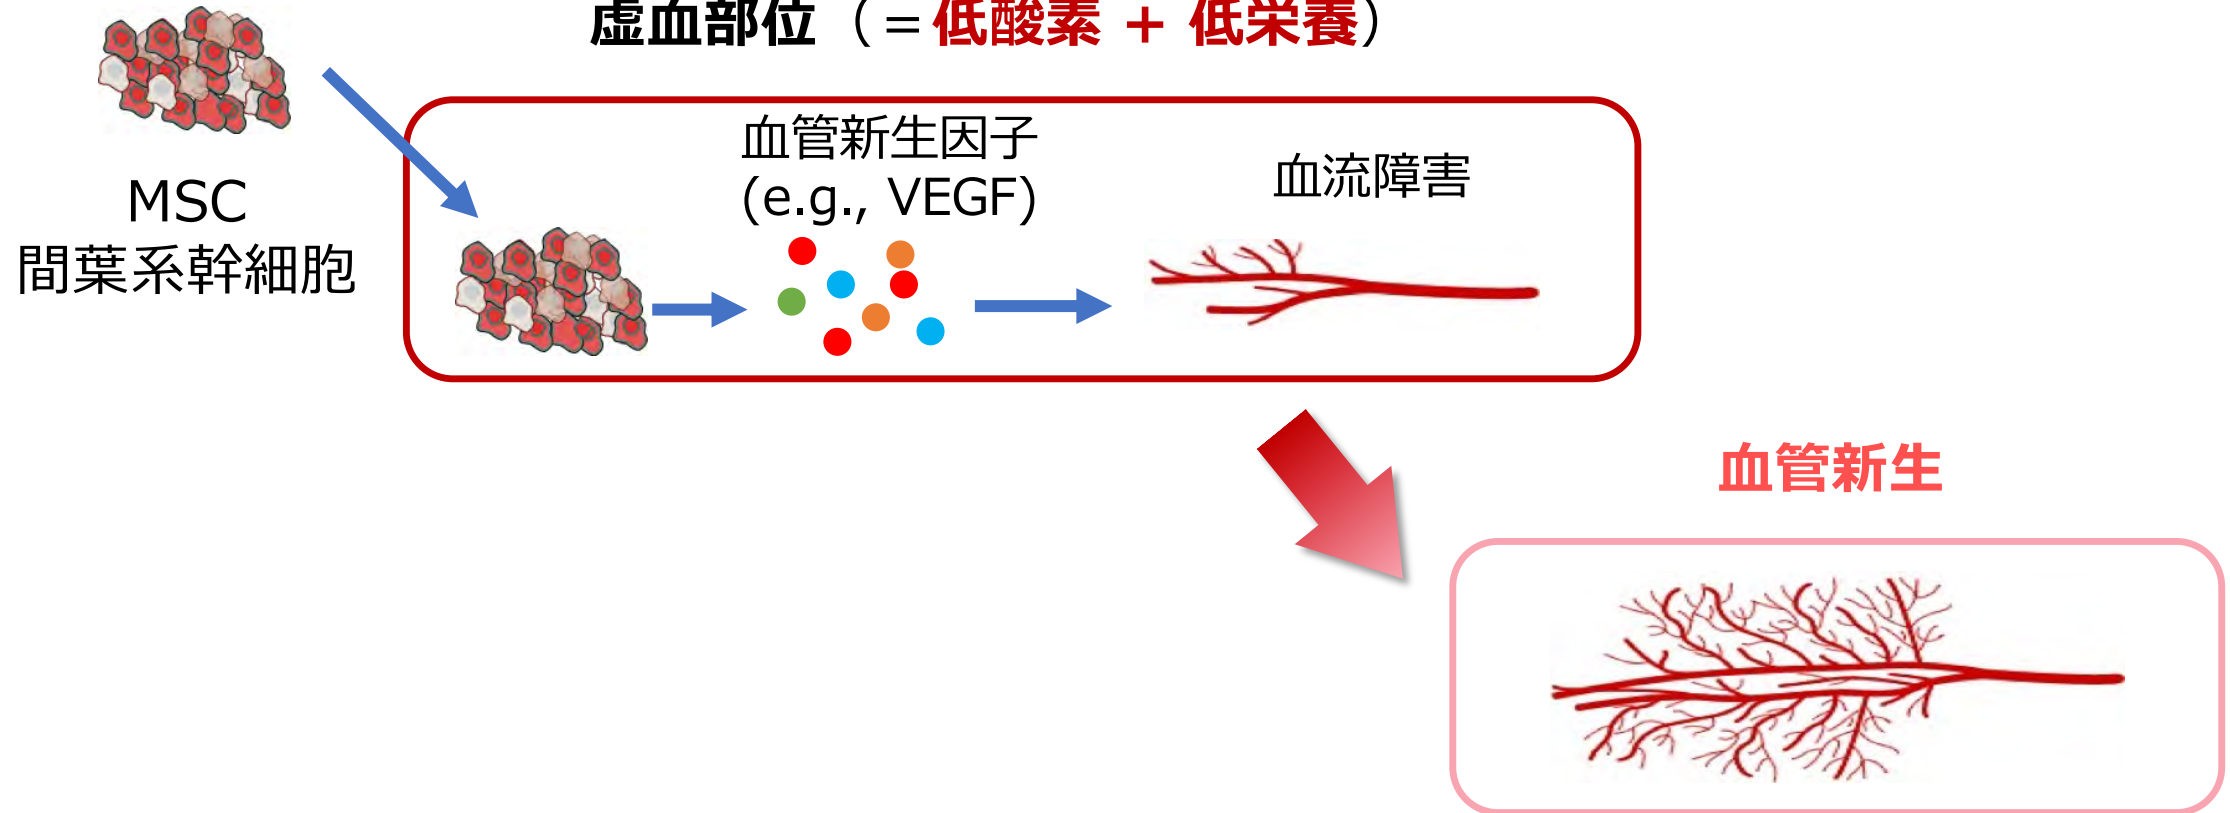 虚血部位（＝低酸素 + 低栄養）
MSC
間葉系幹細胞
血管新生因子
(e.g., VEGF)
血流障害
血管新生